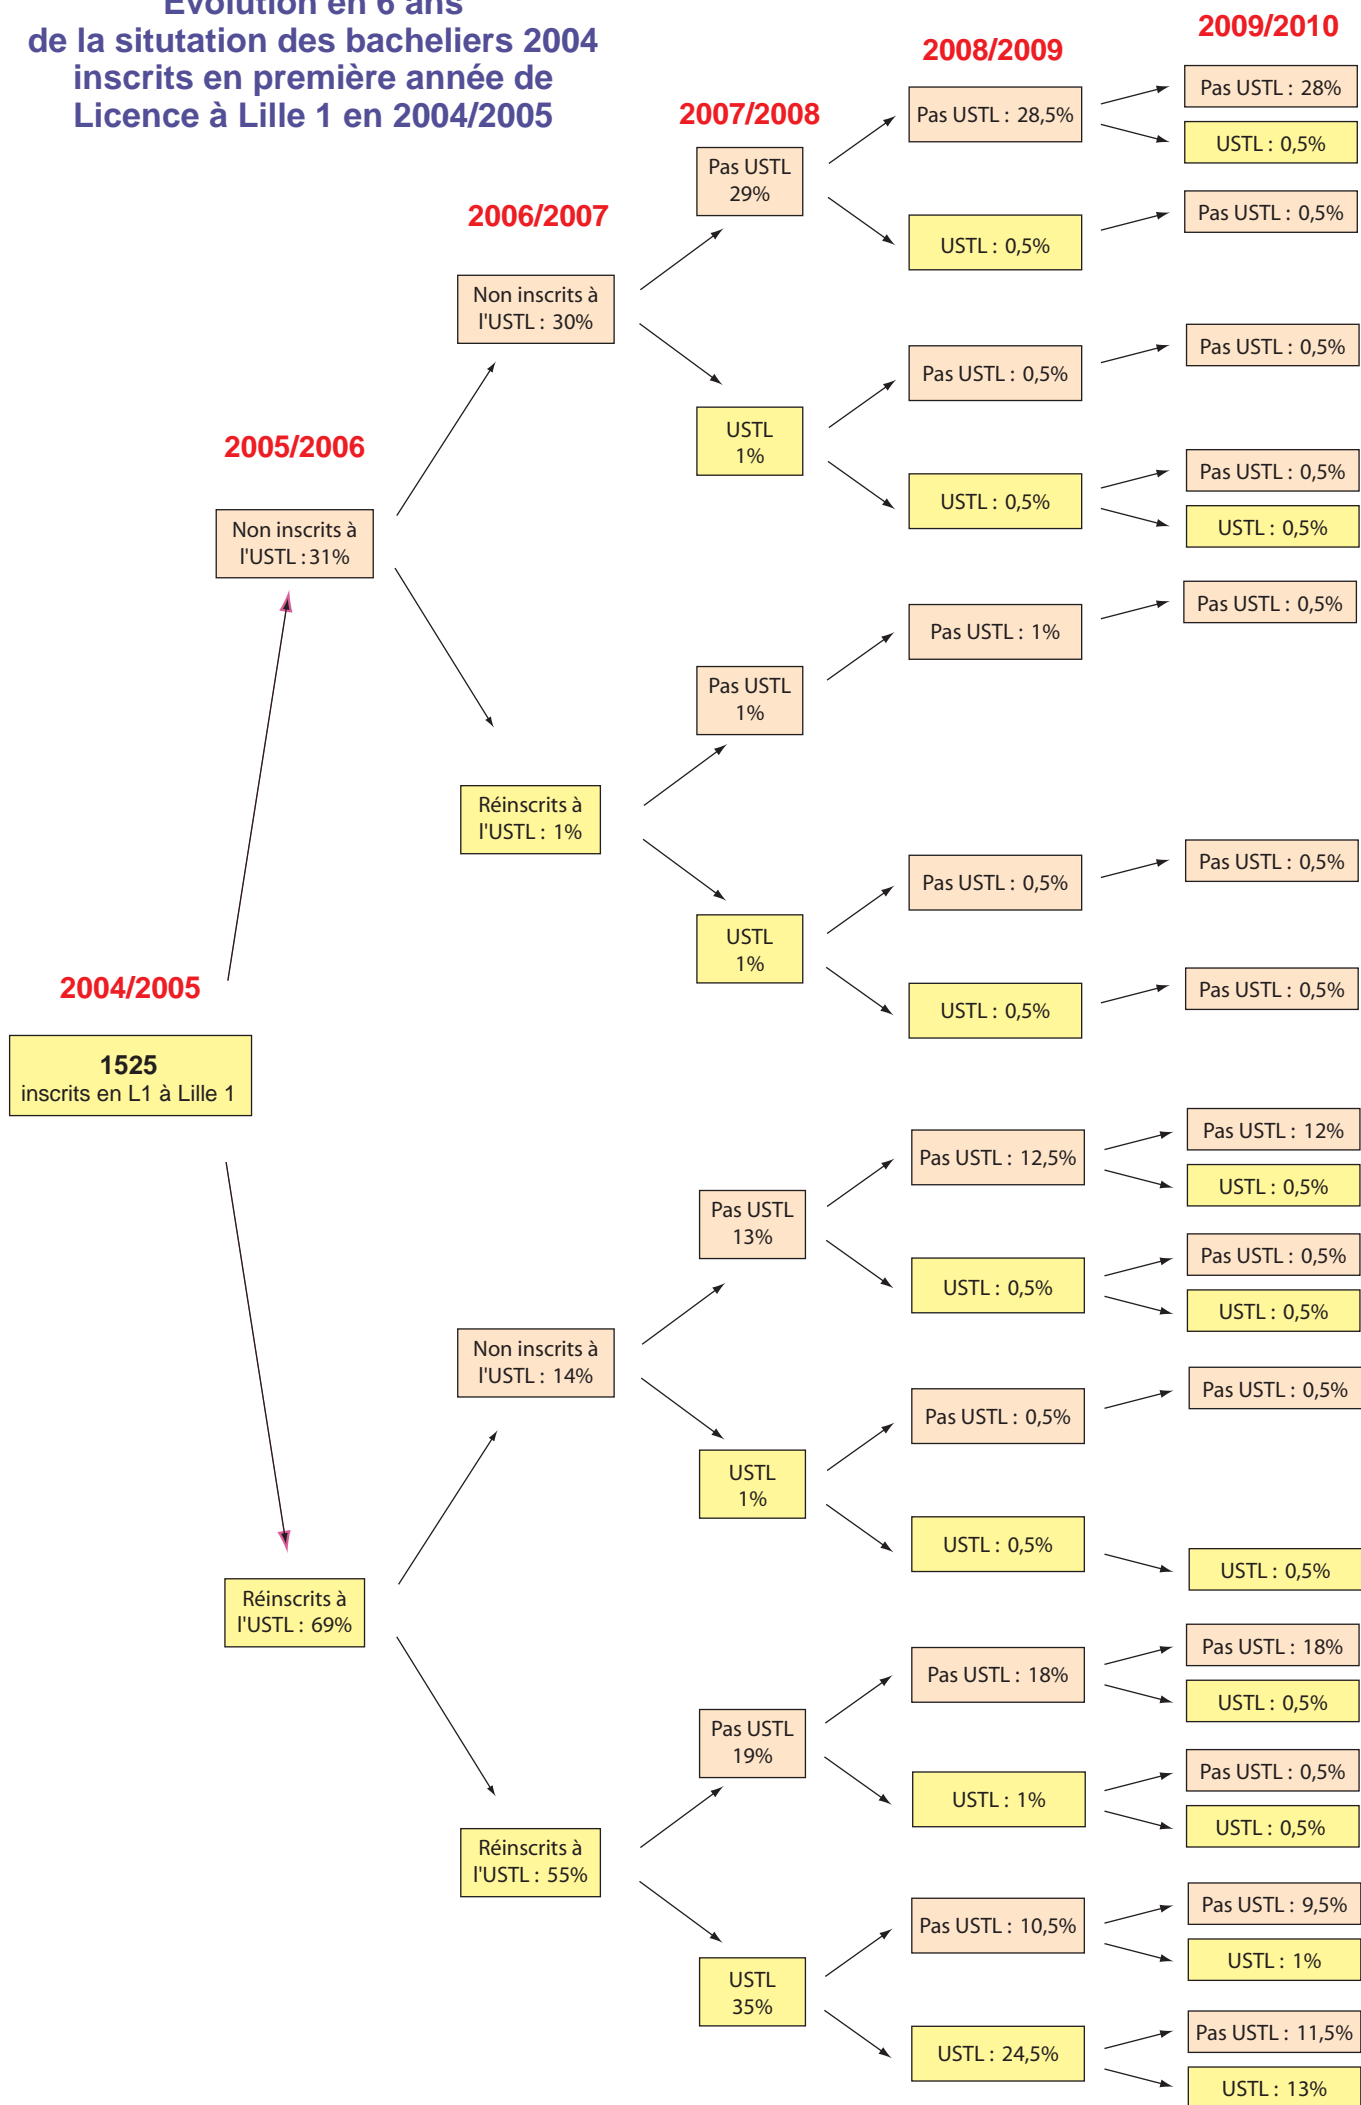 Evolution en 6 ans
de la situtation des bacheliers 2004
inscrits en première année de
Licence à Lille 1 en 2004/2005
2004/2005
1525
inscrits en L1 à Lille 1
2005/2006
Non inscrits à
l'USTL : 31%
Réinscrits à
l'USTL : 69%
2006/2007
Non inscrits à
l'USTL : 30%
Réinscrits à
l'USTL : 1%
Non inscrits à
l'USTL : 14%
Réinscrits à
l'USTL : 55%
2007/2008
Pas USTL
29%
USTL
1%
Pas USTL
1%
USTL
1%
Pas USTL
13%
USTL
1%
Pas USTL
19%
USTL
35%
2008/2009
Pas USTL : 28,5%
USTL : 0,5%
Pas USTL : 0,5%
USTL : 0,5%
Pas USTL : 1%
Pas USTL : 0,5%
USTL : 0,5%
Pas USTL : 12,5%
USTL : 0,5%
Pas USTL : 0,5%
USTL : 0,5%
Pas USTL : 18%
USTL : 1%
Pas USTL : 10,5%
USTL : 24,5%
2009/2010
Pas USTL : 28%
USTL : 0,5%
Pas USTL : 0,5%
Pas USTL : 0,5%
Pas USTL : 0,5%
USTL : 0,5%
Pas USTL : 0,5%
Pas USTL : 0,5%
Pas USTL : 0,5%
Pas USTL : 12%
USTL : 0,5%
Pas USTL : 0,5%
USTL : 0,5%
Pas USTL : 0,5%
USTL : 0,5%
Pas USTL : 18%
USTL : 0,5%
Pas USTL : 0,5%
USTL : 0,5%
Pas USTL : 9,5%
USTL : 1%
Pas USTL : 11,5%
USTL : 13%